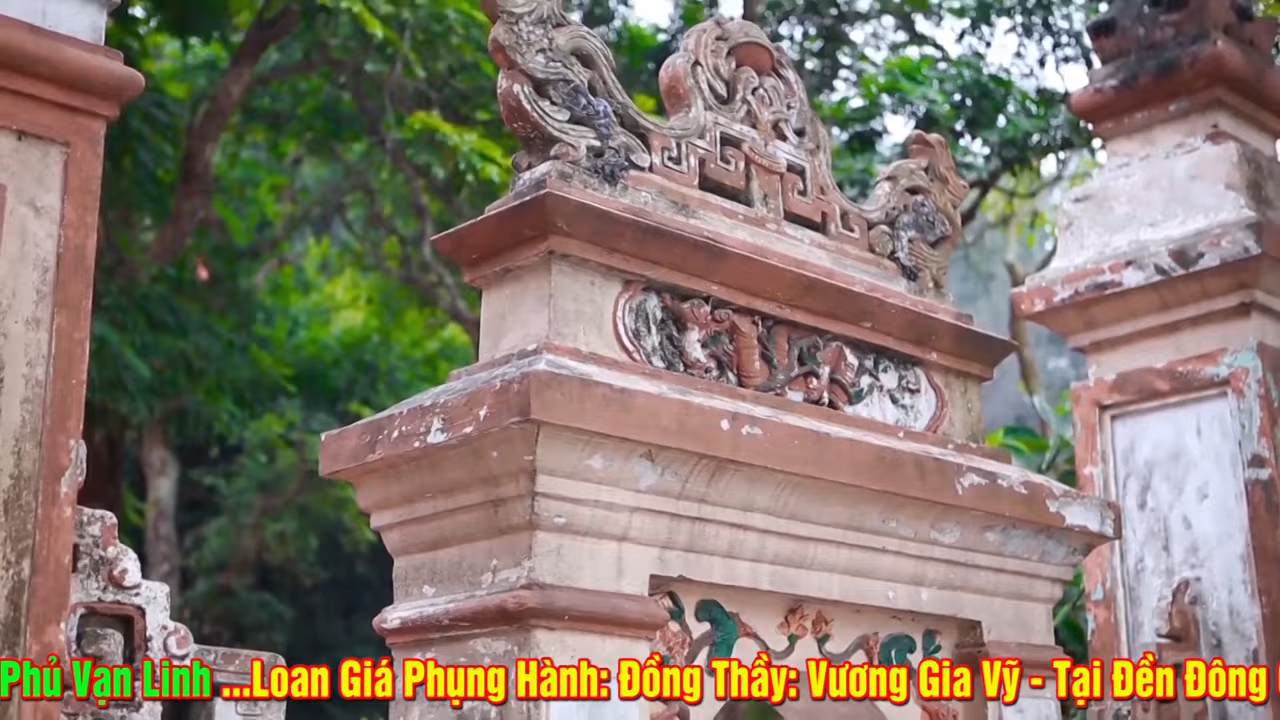 Phủ Vạn Linh ...Loan Giá Phụng Hành: Đồng Thầy: Vương Gia Vỹ - Tại Đền Đông